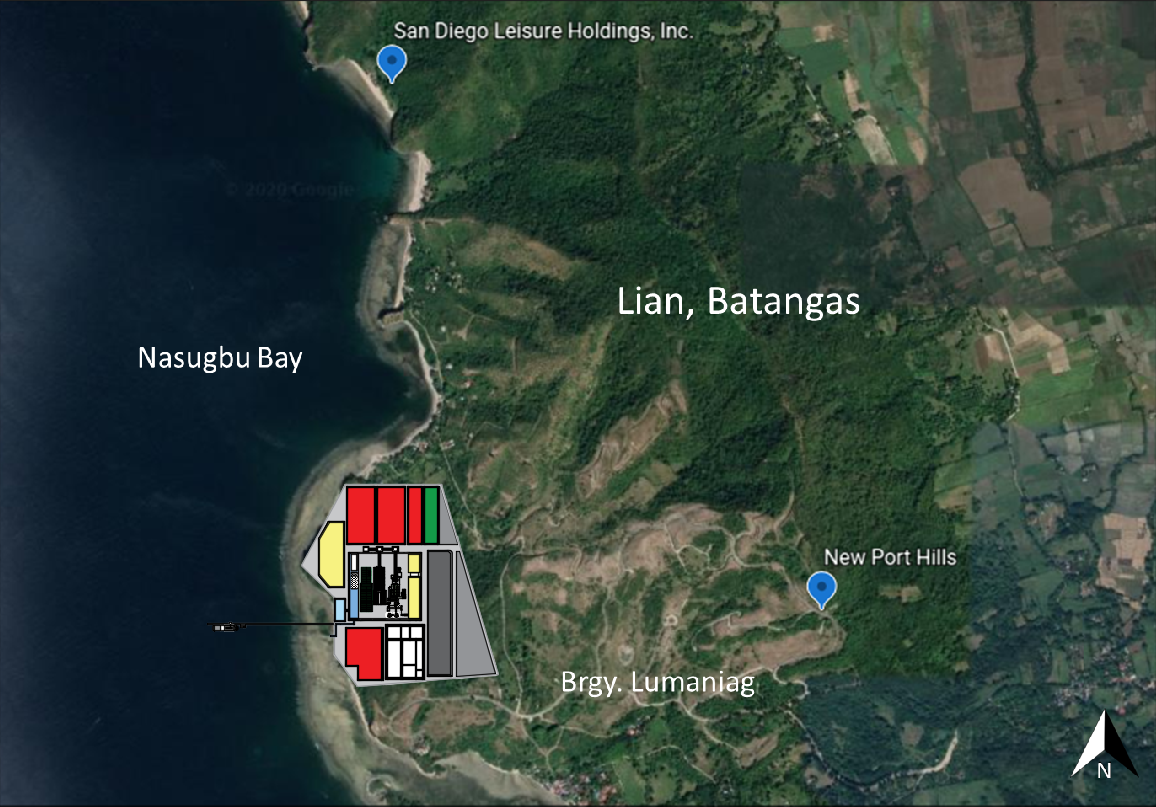 San Diego Leisure Holdings, Inc.
© 2020 Google
Lian, Batangas
Nasugbu Bay
New Port Hills
Brgy. Lumaniag
N